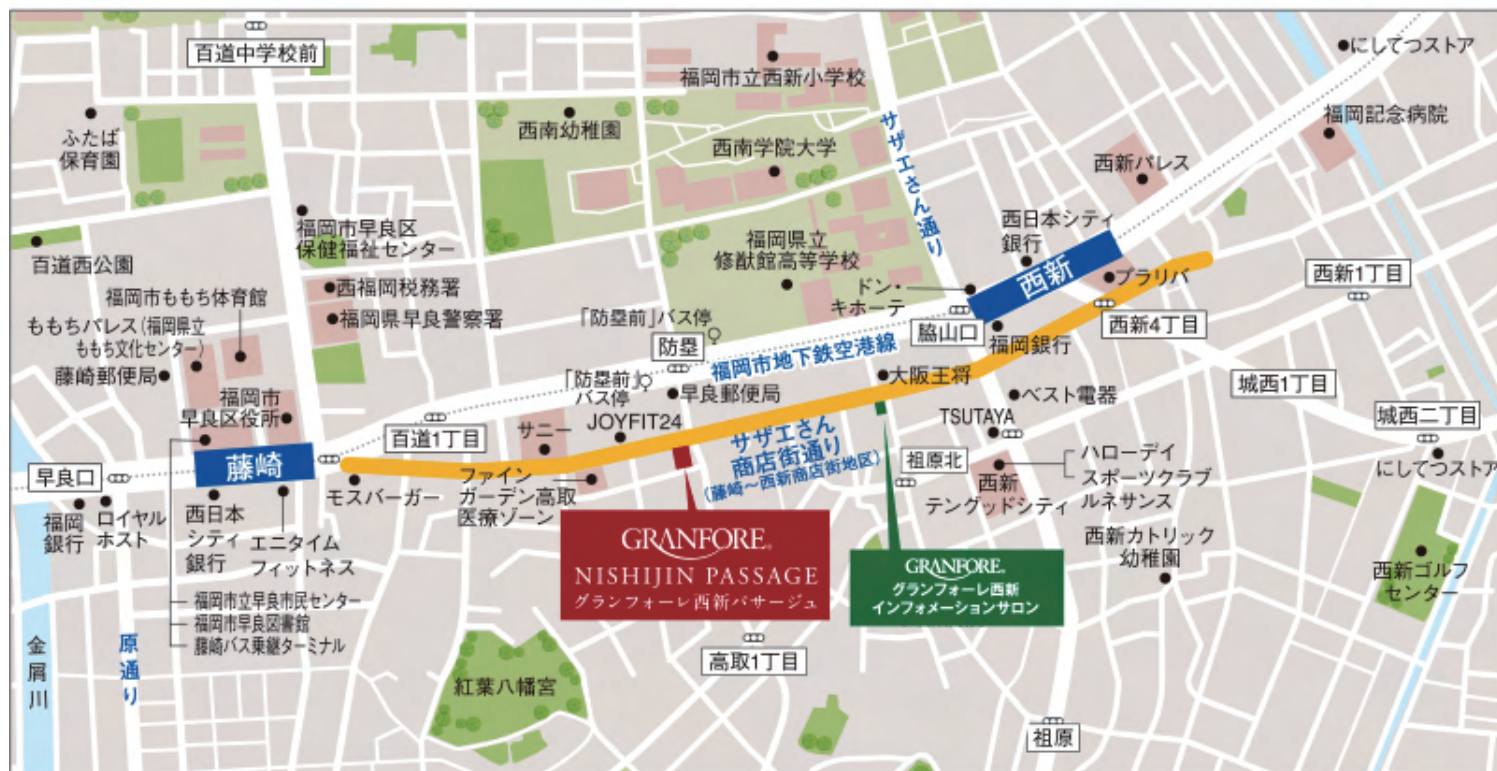 百道中学校前
にしてつストア
福岡市立西新小学校
ふたば
保育園
西南幼稚園
サザエさん通り
福岡記念病院
西南学院大学
西新パレス
福岡市早良区
保健福祉センター
西日本シティ
銀行
百道西公園
福岡県立
修猷館高等学校
西新
プラリバ
西新1丁目
西福岡税務署
福岡市ももち体育館
福岡県早良警察署
ドン・
キホーテ
ももちパレス(福岡県立
ももち文化センター)
「防塁前」バス停
防塁
脇山口
福岡銀行
西新4丁目
藤崎郵便局
福岡市地下鉄空港線
「防塁前」
バス停
早良郵便局
大阪王将
城西1丁目
福岡市
早良区役所
百道1丁目
サニー
JOYFIT24
ベスト電器
TSUTAYA
城西二丁目
サザエさん
商店街通り
(藤崎～西新商店街地区)
藤崎
早良口
祖原北
ハローデイ
スポーツクラブ
ルネサンス
にしてつストア
モスバーガー
ファイン
ガーデン高取
医療ゾーン
西新
テングッドシティ
福岡
銀行
ロイヤル
ホスト
西日本
シティ
銀行
エニタイム
フィットネス
西新カトリック
幼稚園
GRANFORE
NISHIJIN PASSAGE
グランフォーレ西新パサージュ
GRANFORE
グランフォーレ西新
インフォメーションサロン
西新ゴルフ
センター
福岡市立早良市民センター
福岡市早良図書館
藤崎バス乗継ターミナル
金屑川
原通り
高取1丁目
紅葉八幡宮
祖原